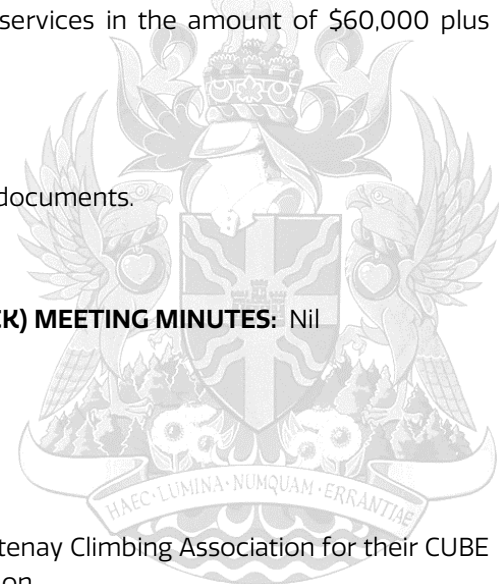 services in the amount of $60,000 plus
documents.
CK) MEETING MINUTES: Nil
HAEC · LUMINA · NUMQUAM · ERRANTIAE
tenay Climbing Association for their CUBE
on